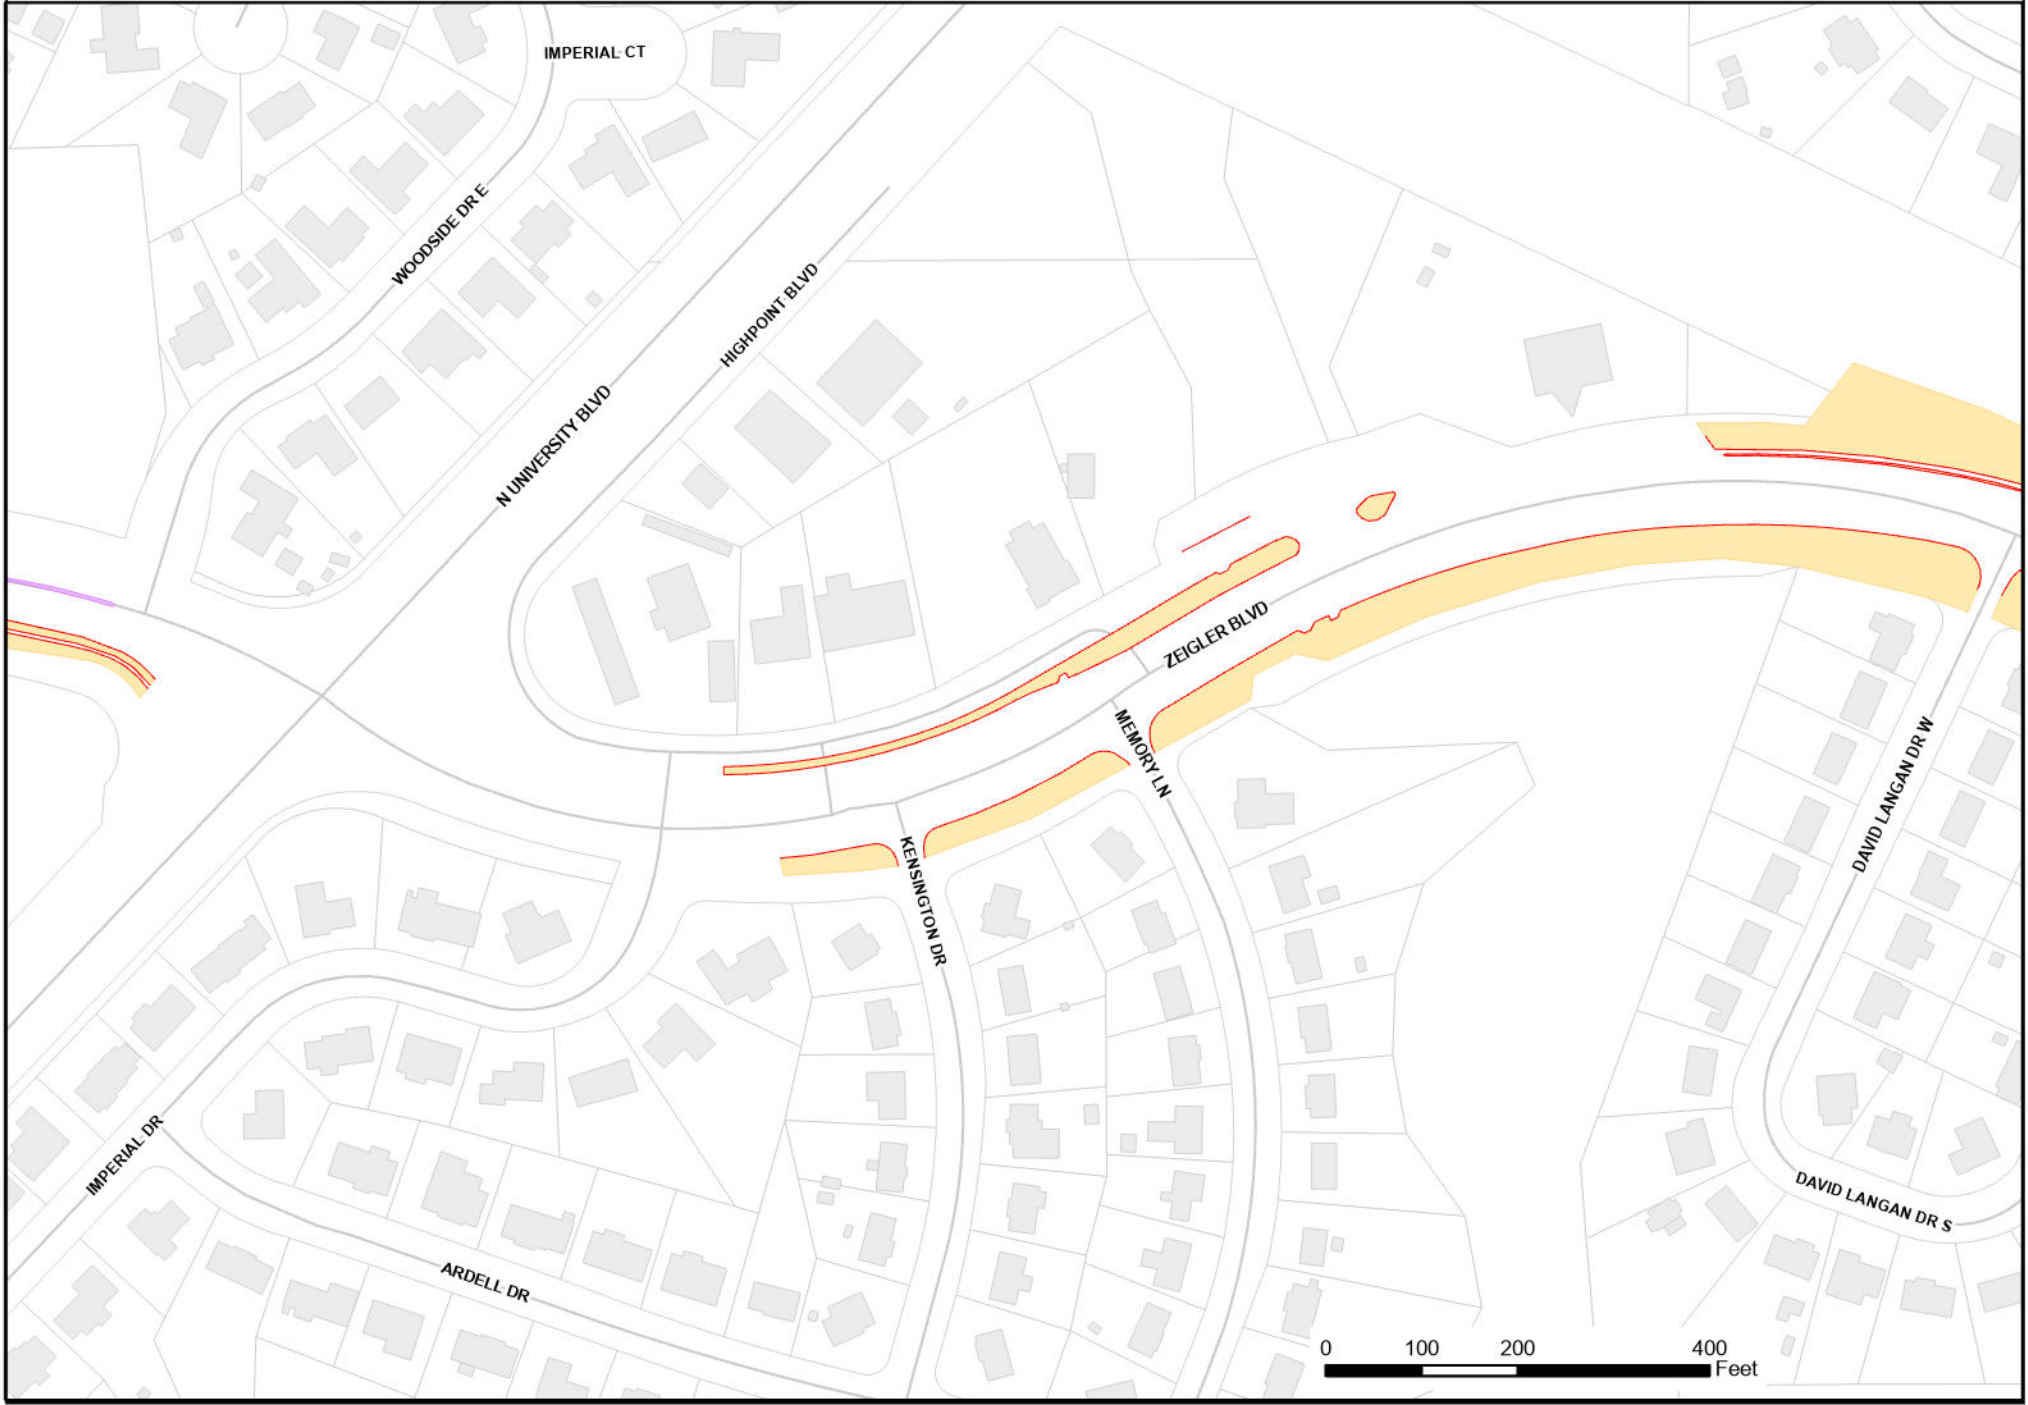 IMPERIAL CT
WOODSIDE DR E
HIGHPOINT BLVD
N UNIVERSITY BLVD
ZEIGLER BLVD
MEMORY LN
DAVID LANGAN DR W
KENSINGTON DR
IMPERIAL DR
DAVID LANGAN DR S
ARDELL DR
0 100 200 400
Feet